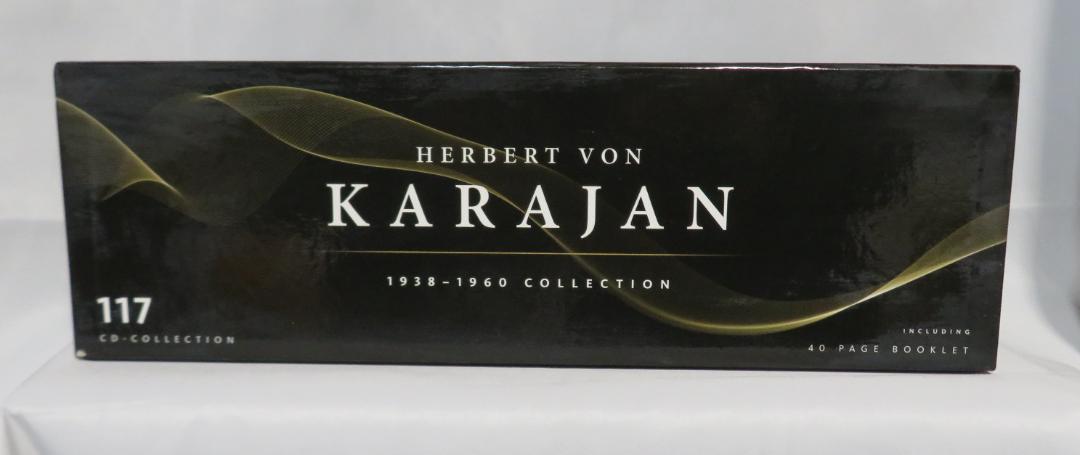 HERBERT VON
KARAJAN
1938–1960 COLLECTION
117
CD-COLLECTION
INCLUDING
40 PAGE BOOKLET